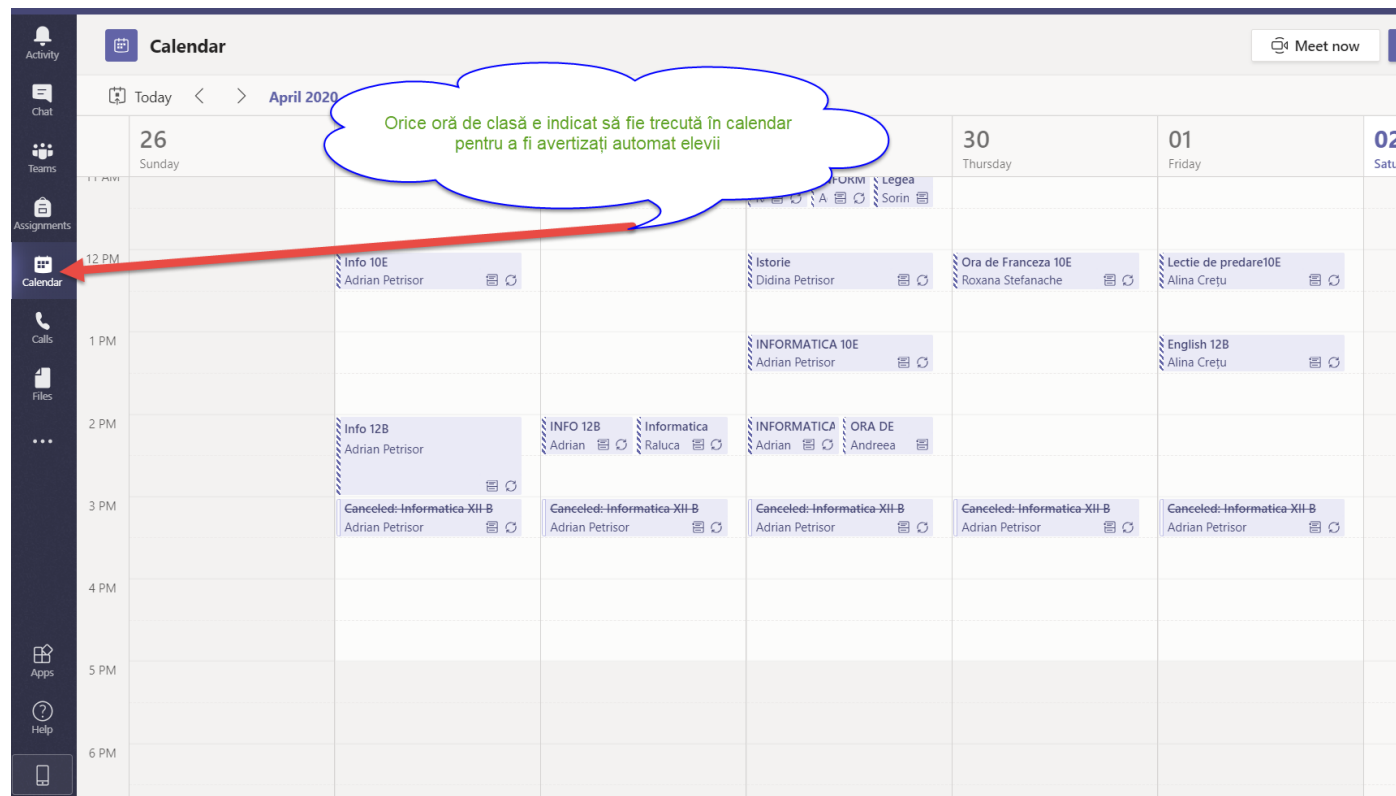 Activity
Chat
Teams
Assignments
Calendar
Calls
Files
Apps
Help
Calendar
Meet now
Today
April 2020
Orice oră de clasă e indicat să fie trecută în calendar
pentru a fi avertizați automat elevii
26
Sunday
30
Thursday
01
Friday
02
Legea
Sorin
12 PM
Info 10E
Adrian Petrisor
Istorie
Didina Petrisor
Ora de Franceza 10E
Roxana Stefanache
Lectie de predare10E
Alina Crețu
1 PM
INFORMATICA 10E
Adrian Petrisor
English 12B
Alina Crețu
2 PM
Info 12B
Adrian Petrisor
INFO 12B
Adrian
Informatica
Raluca
INFORMATICA
Adrian
ORA DE
Andreea
3 PM
Canceled: Informatica XII B
Adrian Petrisor
Canceled: Informatica XII B
Adrian Petrisor
Canceled: Informatica XII B
Adrian Petrisor
Canceled: Informatica XII B
Adrian Petrisor
Canceled: Informatica XII B
Adrian Petrisor
4 PM
5 PM
6 PM